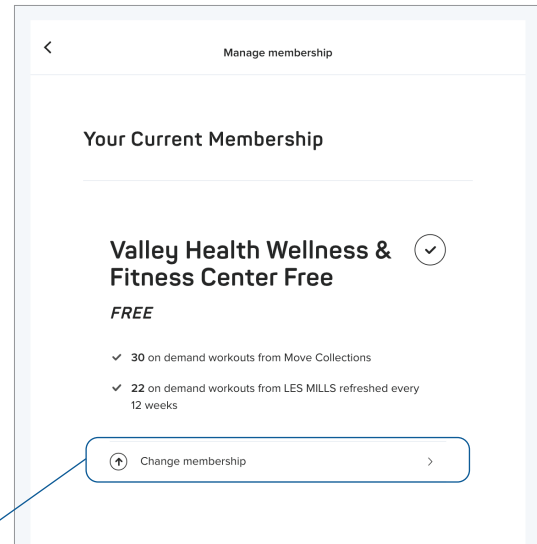 Manage membership
Your Current Membership
Valley Health Wellness &
Fitness Center Free
FREE
30 on demand workouts from Move Collections
22 on demand workouts from LES MILLS refreshed every
12 weeks
Change membership